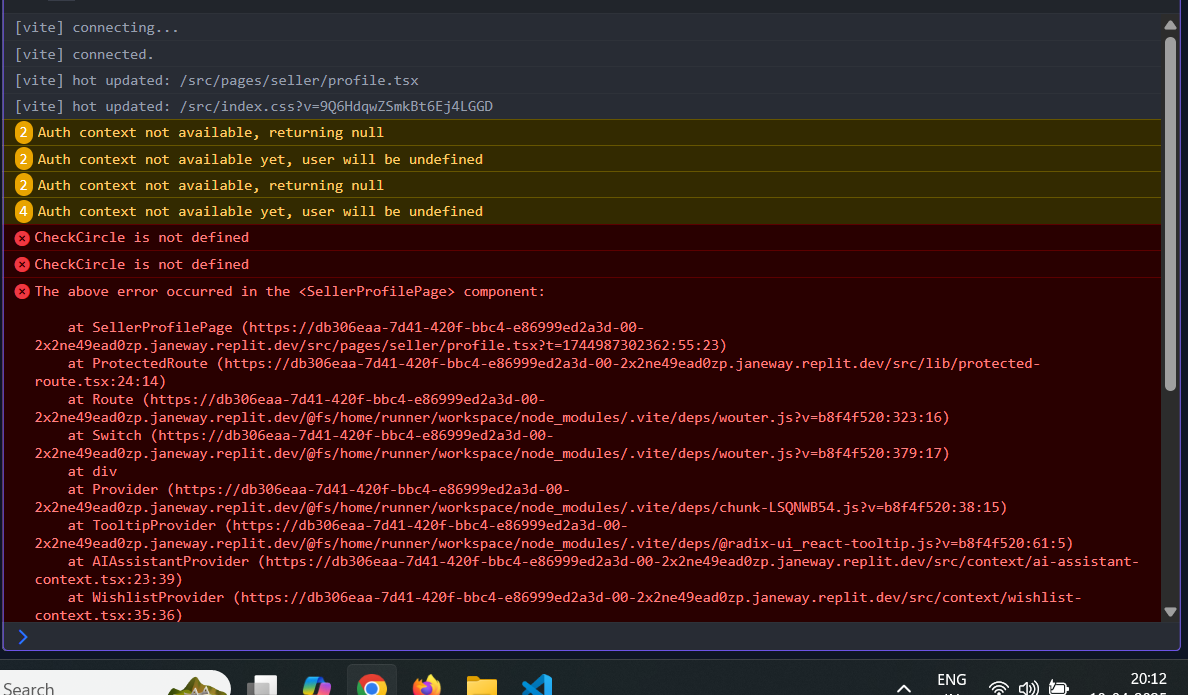 [vite] connecting...
[vite] connected.
[vite] hot updated: /src/pages/seller/profile.tsx
[vite] hot updated: /src/index.css?v=9Q6HdqwZSmkBt6Ej4LGGD
2 Auth context not available, returning null
2 Auth context not available yet, user will be undefined
2 Auth context not available, returning null
4 Auth context not available yet, user will be undefined
CheckCircle is not defined
CheckCircle is not defined
The above error occurred in the <SellerProfilePage> component:
at SellerProfilePage (https://db306eaa-7d41-420f-bbc4-e86999ed2a3d-00-
2x2ne49ead0zp.janeway.replit.dev/src/pages/seller/profile.tsx?t=1744987302362:55:23)
at ProtectedRoute (https://db306eaa-7d41-420f-bbc4-e86999ed2a3d-00-2x2ne49ead0zp.janeway.replit.dev/src/lib/protected-
route.tsx:24:14)
at Route (https://db306eaa-7d41-420f-bbc4-e86999ed2a3d-00-
2x2ne49ead0zp.janeway.replit.dev/@fs/home/runner/workspace/node_modules/.vite/deps/wouter.js?v=b8f4f520:323:16)
at Switch (https://db306eaa-7d41-420f-bbc4-e86999ed2a3d-00-
2x2ne49ead0zp.janeway.replit.dev/@fs/home/runner/workspace/node_modules/.vite/deps/wouter.js?v=b8f4f520:379:17)
at div
at Provider (https://db306eaa-7d41-420f-bbc4-e86999ed2a3d-00-
2x2ne49ead0zp.janeway.replit.dev/@fs/home/runner/workspace/node_modules/.vite/deps/chunk-LSQNWB54.js?v=b8f4f520:38:15)
at TooltipProvider (https://db306eaa-7d41-420f-bbc4-e86999ed2a3d-00-
2x2ne49ead0zp.janeway.replit.dev/@fs/home/runner/workspace/node_modules/.vite/deps/@radix-ui_react-tooltip.js?v=b8f4f520:61:5)
at AIAssistantProvider (https://db306eaa-7d41-420f-bbc4-e86999ed2a3d-00-2x2ne49ead0zp.janeway.replit.dev/src/context/ai-assistant-
context.tsx:23:39)
at WishlistProvider (https://db306eaa-7d41-420f-bbc4-e86999ed2a3d-00-2x2ne49ead0zp.janeway.replit.dev/src/context/wishlist-
context.tsx:35:36)
Search
ENG
20:12